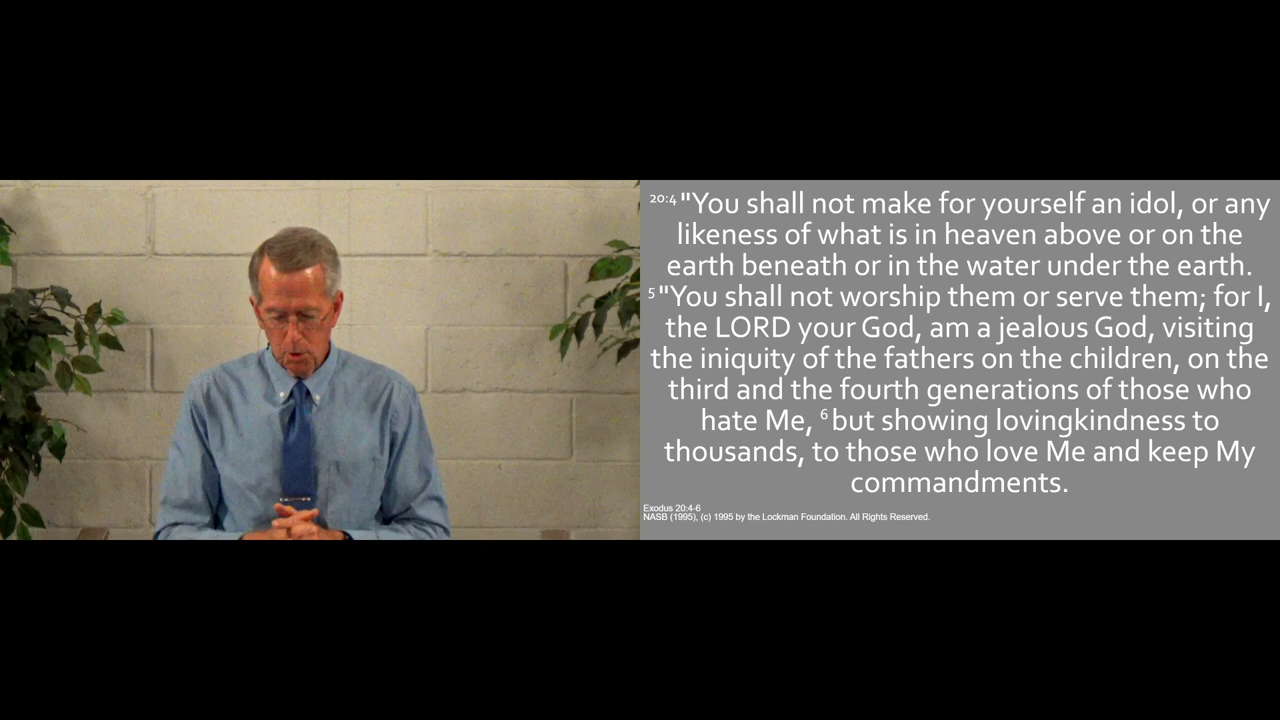 20:4 "You shall not make for yourself an idol, or any
likeness of what is in heaven above or on the
earth beneath or in the water under the earth.
5 "You shall not worship them or serve them; for I,
the LORD your God, am a jealous God, visiting
the iniquity of the fathers on the children, on the
third and the fourth generations of those who
hate Me, 6 but showing lovingkindness to
thousands, to those who love Me and keep My
commandments.
Exodus 20:4-6
NASB (1995), (c) 1995 by the Lockman Foundation. All Rights Reserved.